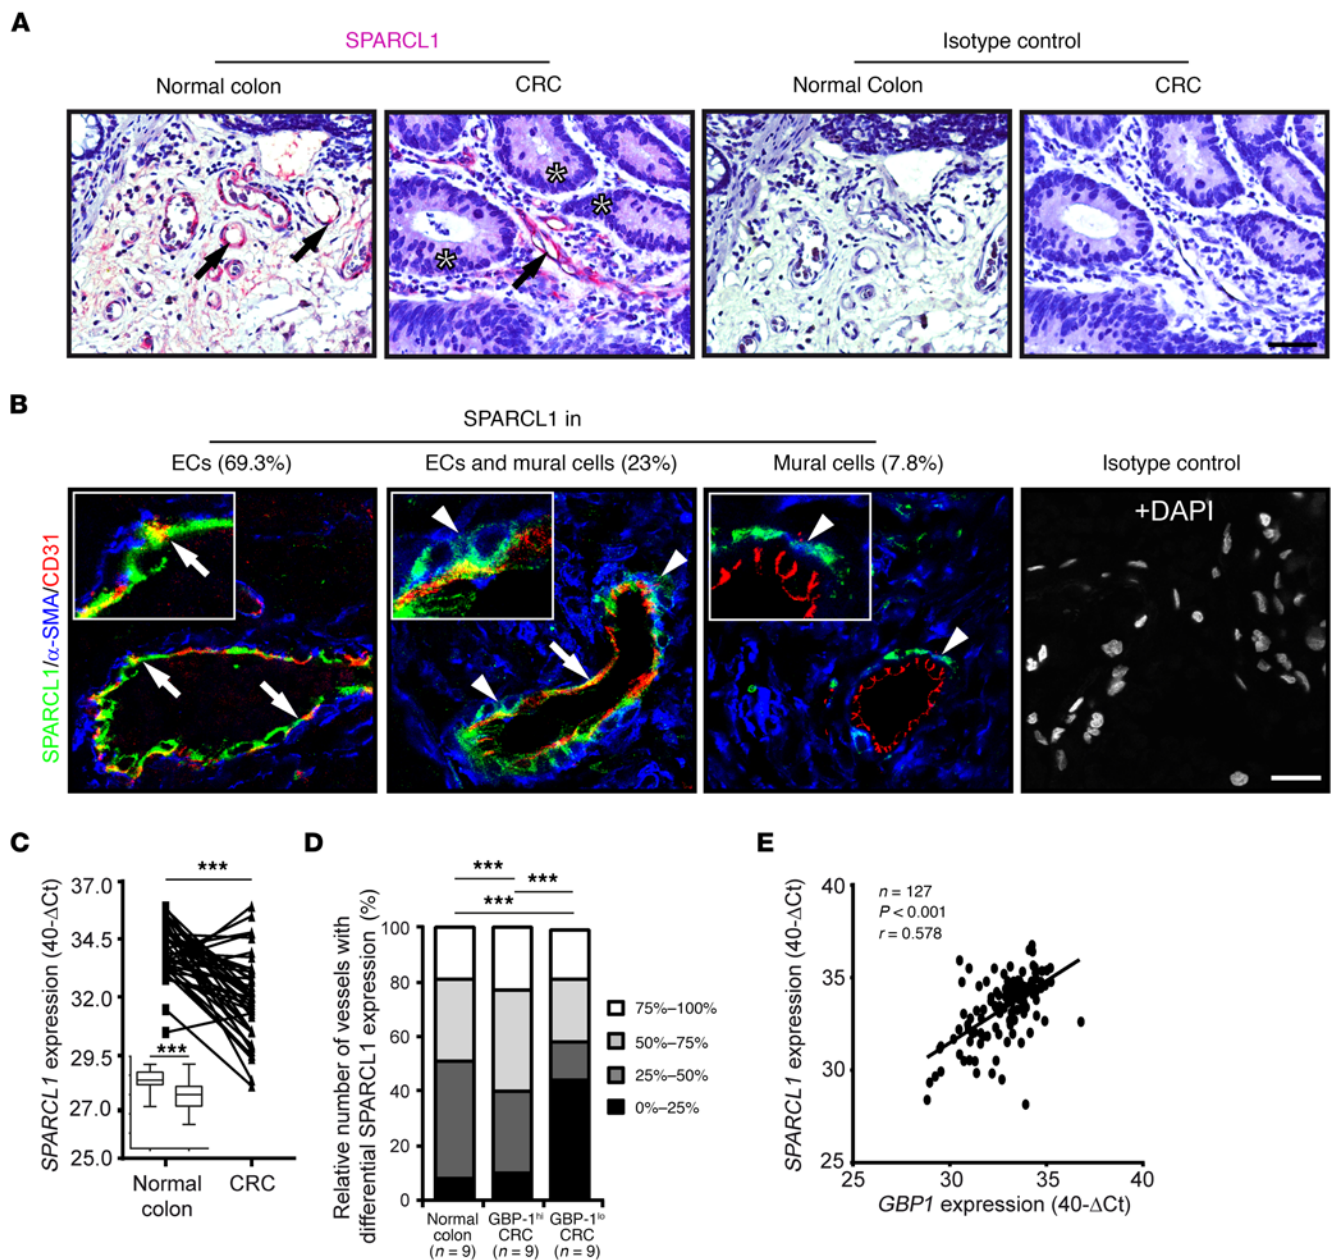 A
SPARCL1
Isotype control
Normal colon
CRC
Normal Colon
CRC
*
*
*
B
SPARCL1 in
ECs (69.3%)
ECs and mural cells (23%)
Mural cells (7.8%)
Isotype control
SPARCL1/α-SMA/CD31
+DAPI
C
SPARCL1 expression (40-ΔCt)
***
37.0
34.5
32.0
29.5
27.0
25.0
***
Normal
colon
CRC
D
Relative number of vessels with
differential SPARCL1 expression (%)
***
***
***
100
80
60
40
20
0
75%–100%
50%–75%
25%–50%
0%–25%
Normal
colon
(n = 9)
GBP-1hi
CRC
(n = 9)
GBP-1lo
CRC
(n = 9)
E
SPARCL1 expression (40-ΔCt)
40
35
30
25
n = 127
P < 0.001
r = 0.578
25
30
35
40
GBP1 expression (40-ΔCt)